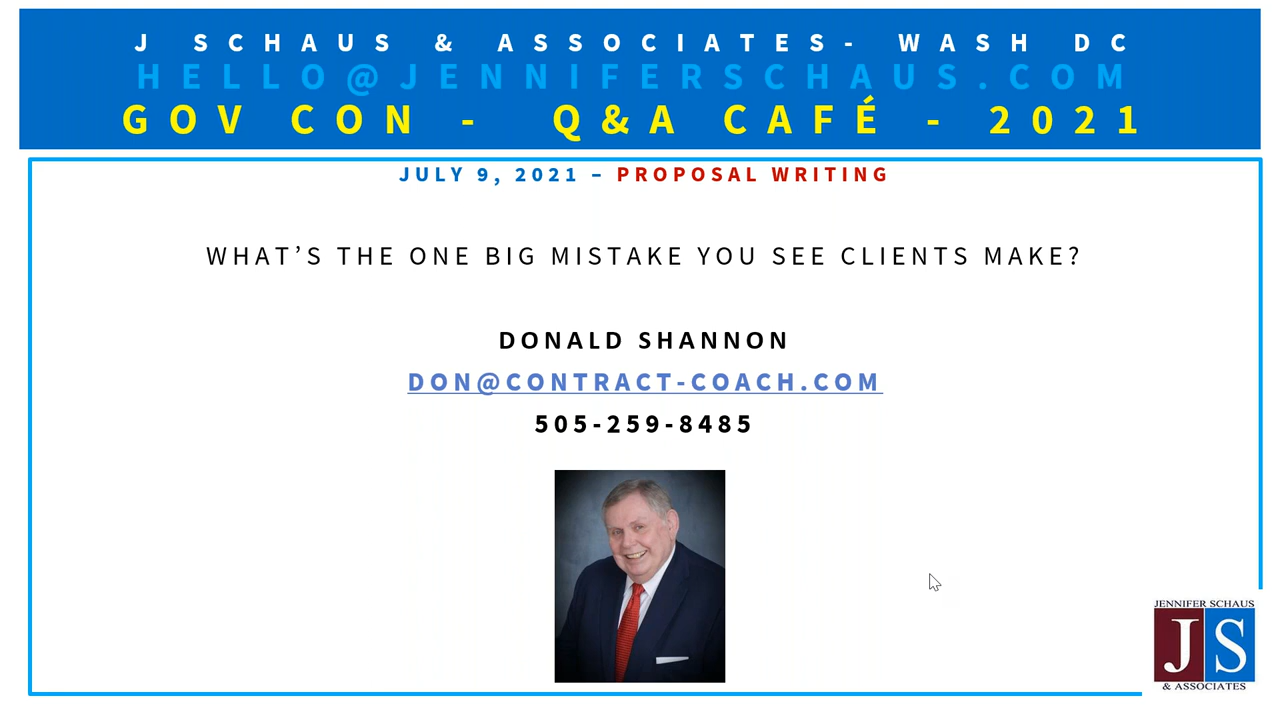 J SCHAUS & ASSOCIATES- WASH DC
HELLO@JENNIFERSCHAUS.COM
GOV CON - Q&A CAFÉ - 2021
JULY 9, 2021 – PROPOSAL WRITING
WHAT’S THE ONE BIG MISTAKE YOU SEE CLIENTS MAKE?
DONALD SHANNON
DON@CONTRACT-COACH.COM
505-259-8485
JENNIFER SCHAUS
JS
& ASSOCIATES